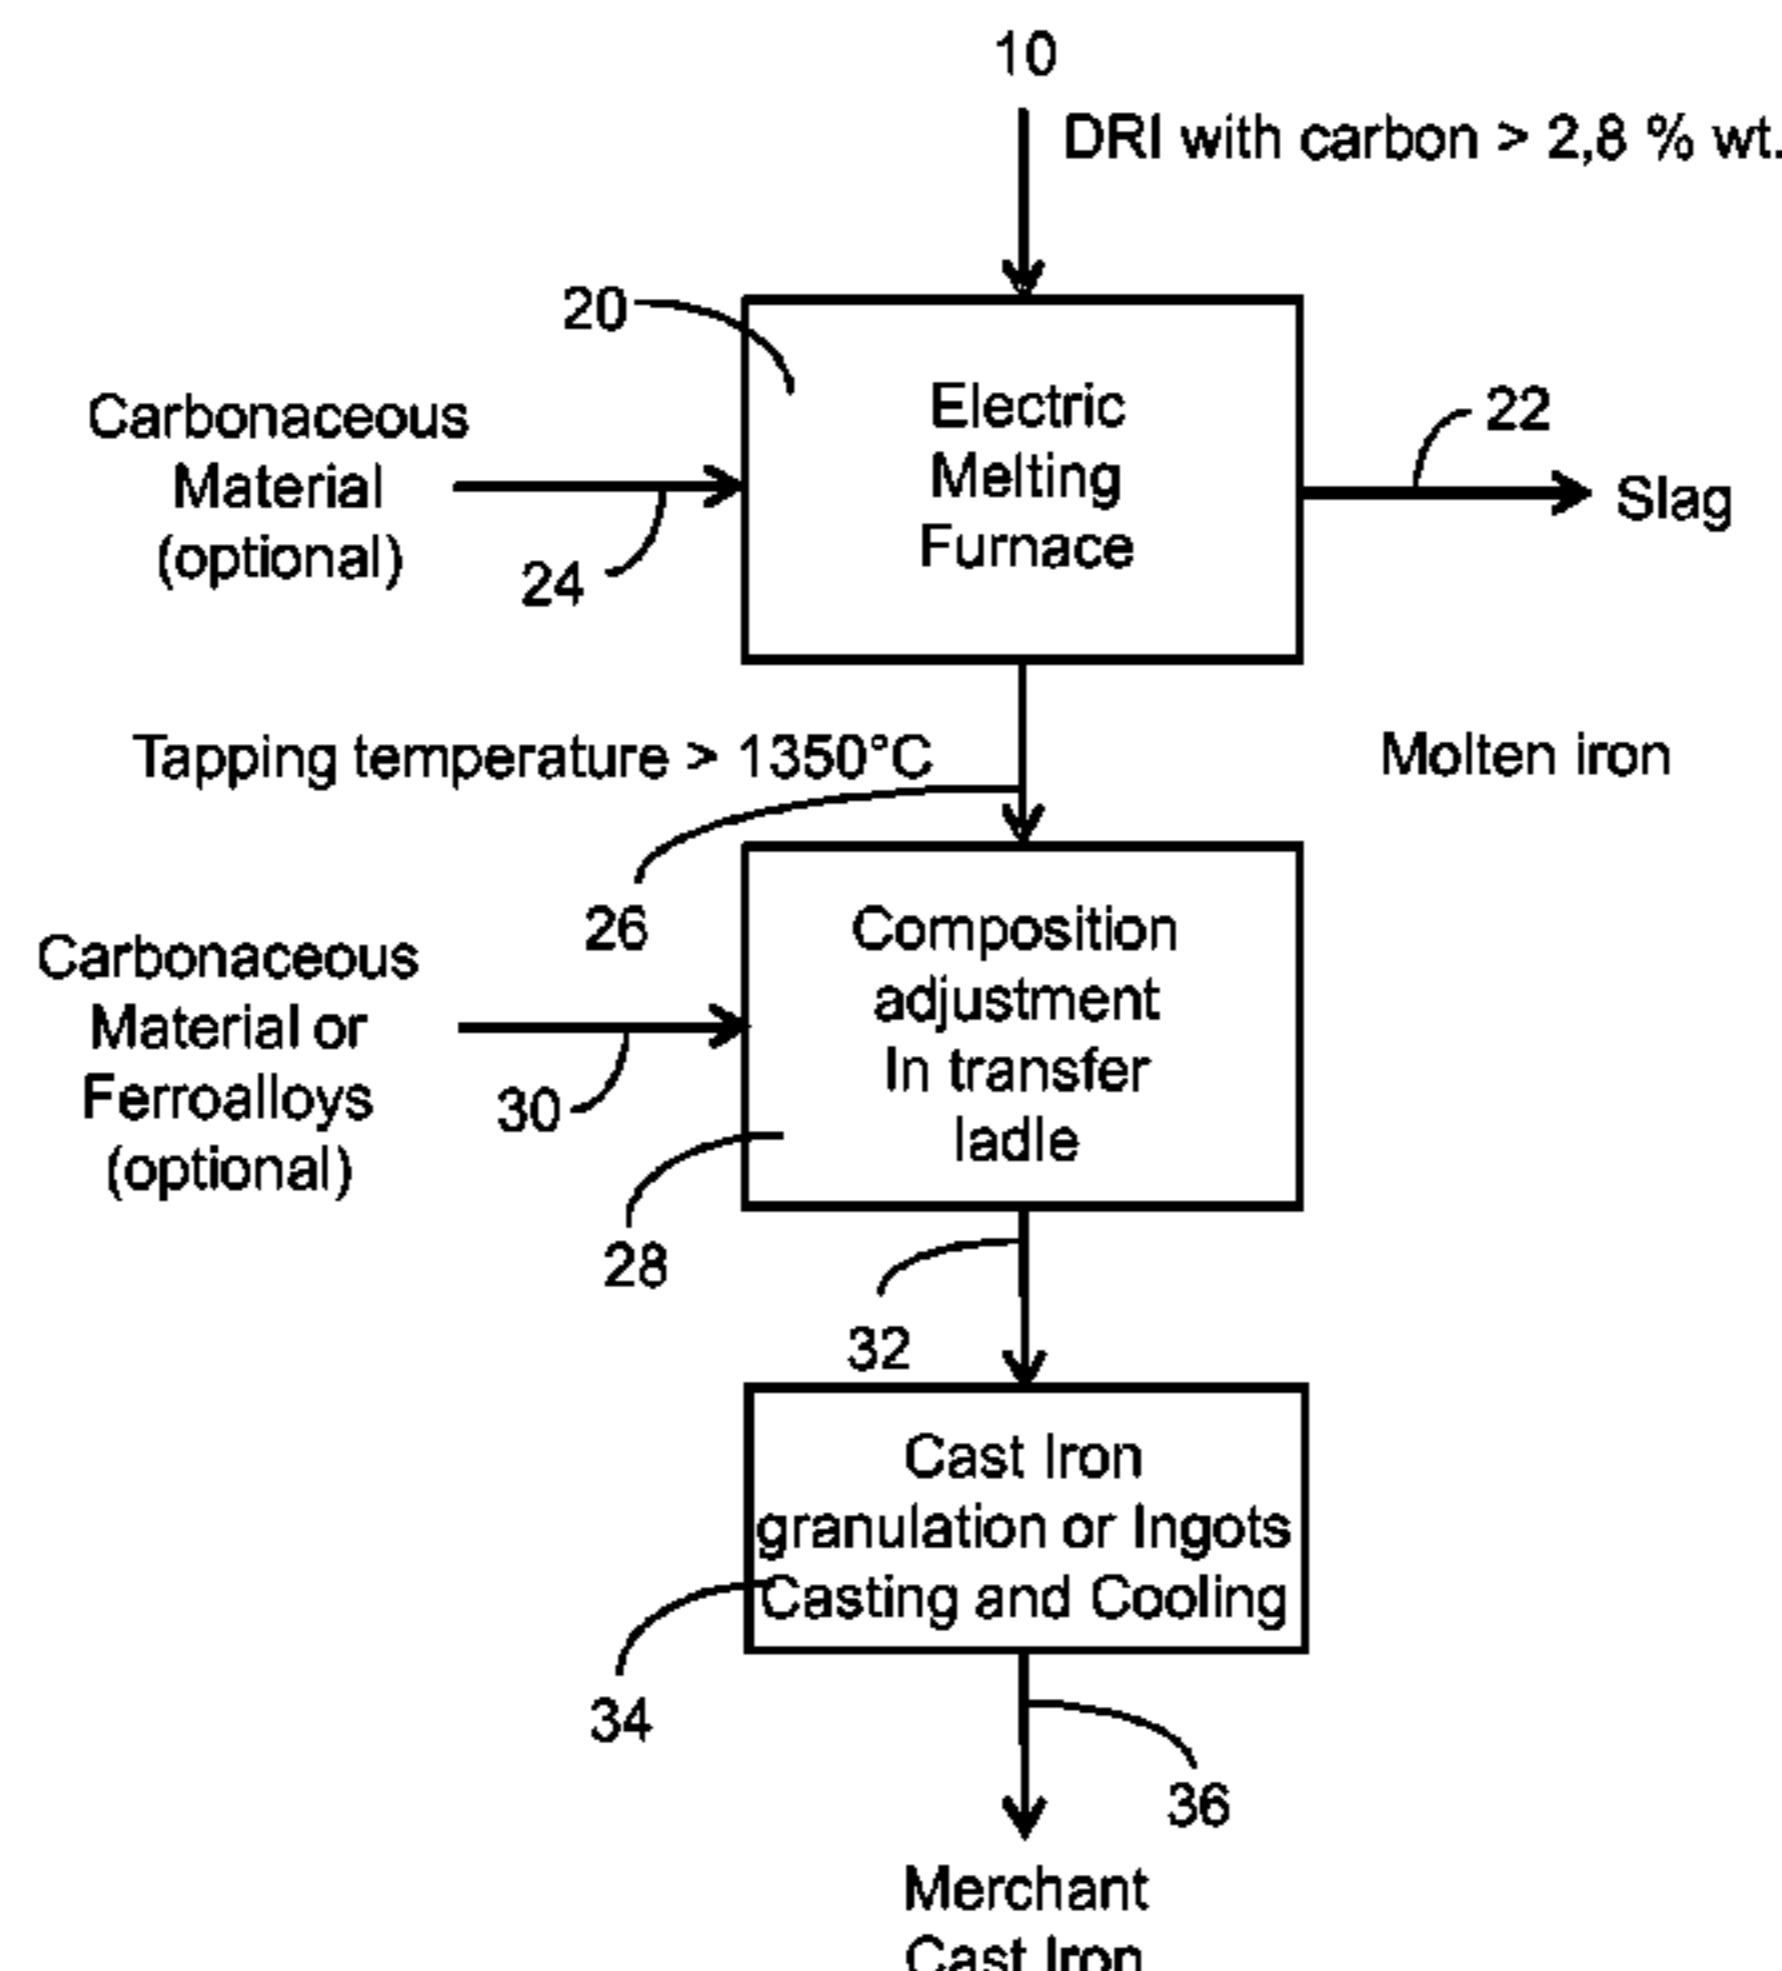 10
DRI with carbon > 2,8 % wt.
20
Electric
Melting
Furnace
22
Slag
Carbonaceous
Material
(optional)
24
Tapping temperature > 1350°C
Molten iron
26
Composition
adjustment
In transfer
ladle
Carbonaceous
Material or
Ferroalloys
(optional)
30
28
32
Cast Iron
granulation or Ingots
Casting and Cooling
34
36
Merchant
Cast Iron